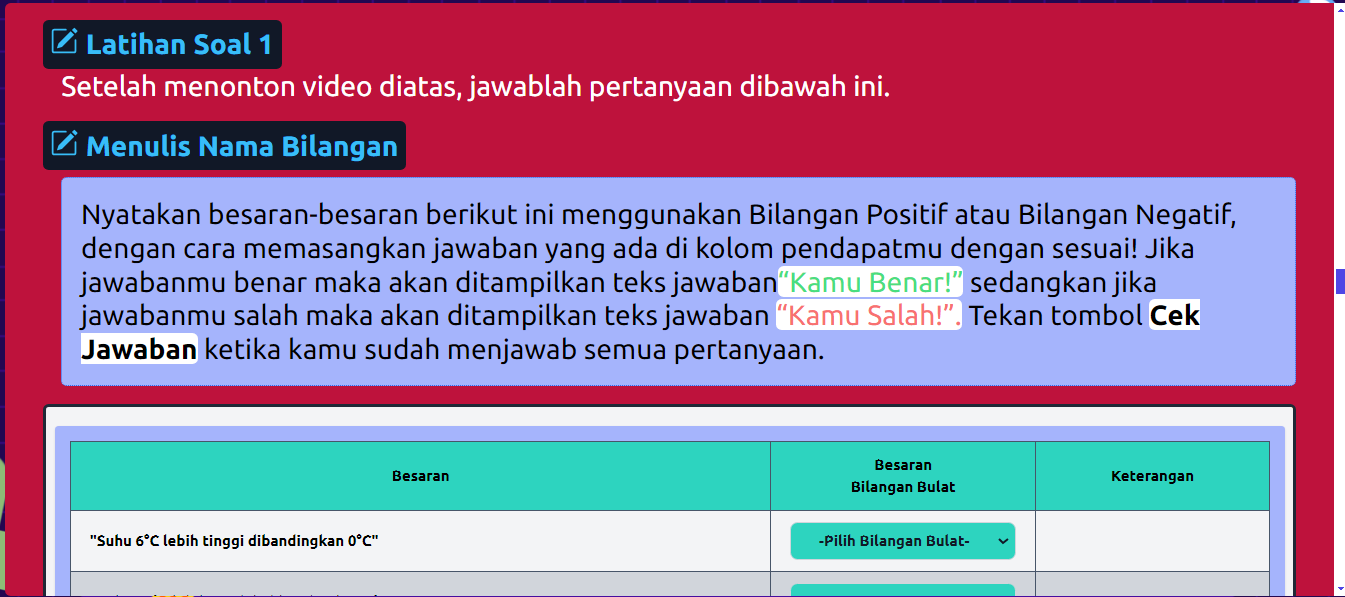 Latihan Soal 1
Setelah menonton video diatas, jawablah pertanyaan dibawah ini.
Menulis Nama Bilangan
Nyatakan besaran-besaran berikut ini menggunakan Bilangan Positif atau Bilangan Negatif,
dengan cara memasangkan jawaban yang ada di kolom pendapatmu dengan sesuai! Jika
jawabanmu benar maka akan ditampilkan teks jawaban"Kamu Benar!" sedangkan jika
jawabanmu salah maka akan ditampilkan teks jawaban "Kamu Salah!". Tekan tombol Cek
Jawaban ketika kamu sudah menjawab semua pertanyaan.
Besaran
Besaran
Bilangan Bulat
Keterangan
"Suhu 6°C lebih tinggi dibandingkan 0°C"
-Pilih Bilangan Bulat-